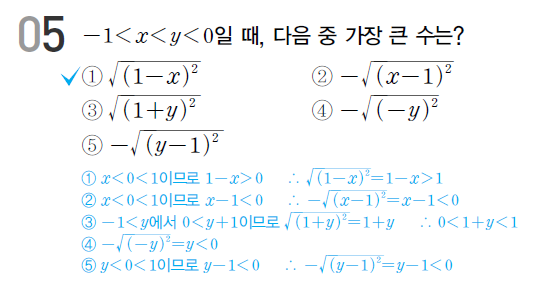 05 -1<x<y<0일 때, 다음 중 가장 큰 수는?
① √(1-x)² ② -√(x-1)²
③ √(1+y)² ④ -√(-y)²
⑤ -√(y-1)²
① x<0<1이므로 1-x>0 ∴ √(1-x)²=1-x>1
② x<0<1이므로 x-1<0 ∴ -√(x-1)²=x-1<0
③ -1<y에서 0<y+1이므로 √(1+y)²=1+y ∴ 0<1+y<1
④ -√(-y)²=y<0
⑤ y<0<1이므로 y-1<0 ∴ -√(y-1)²=y-1<0